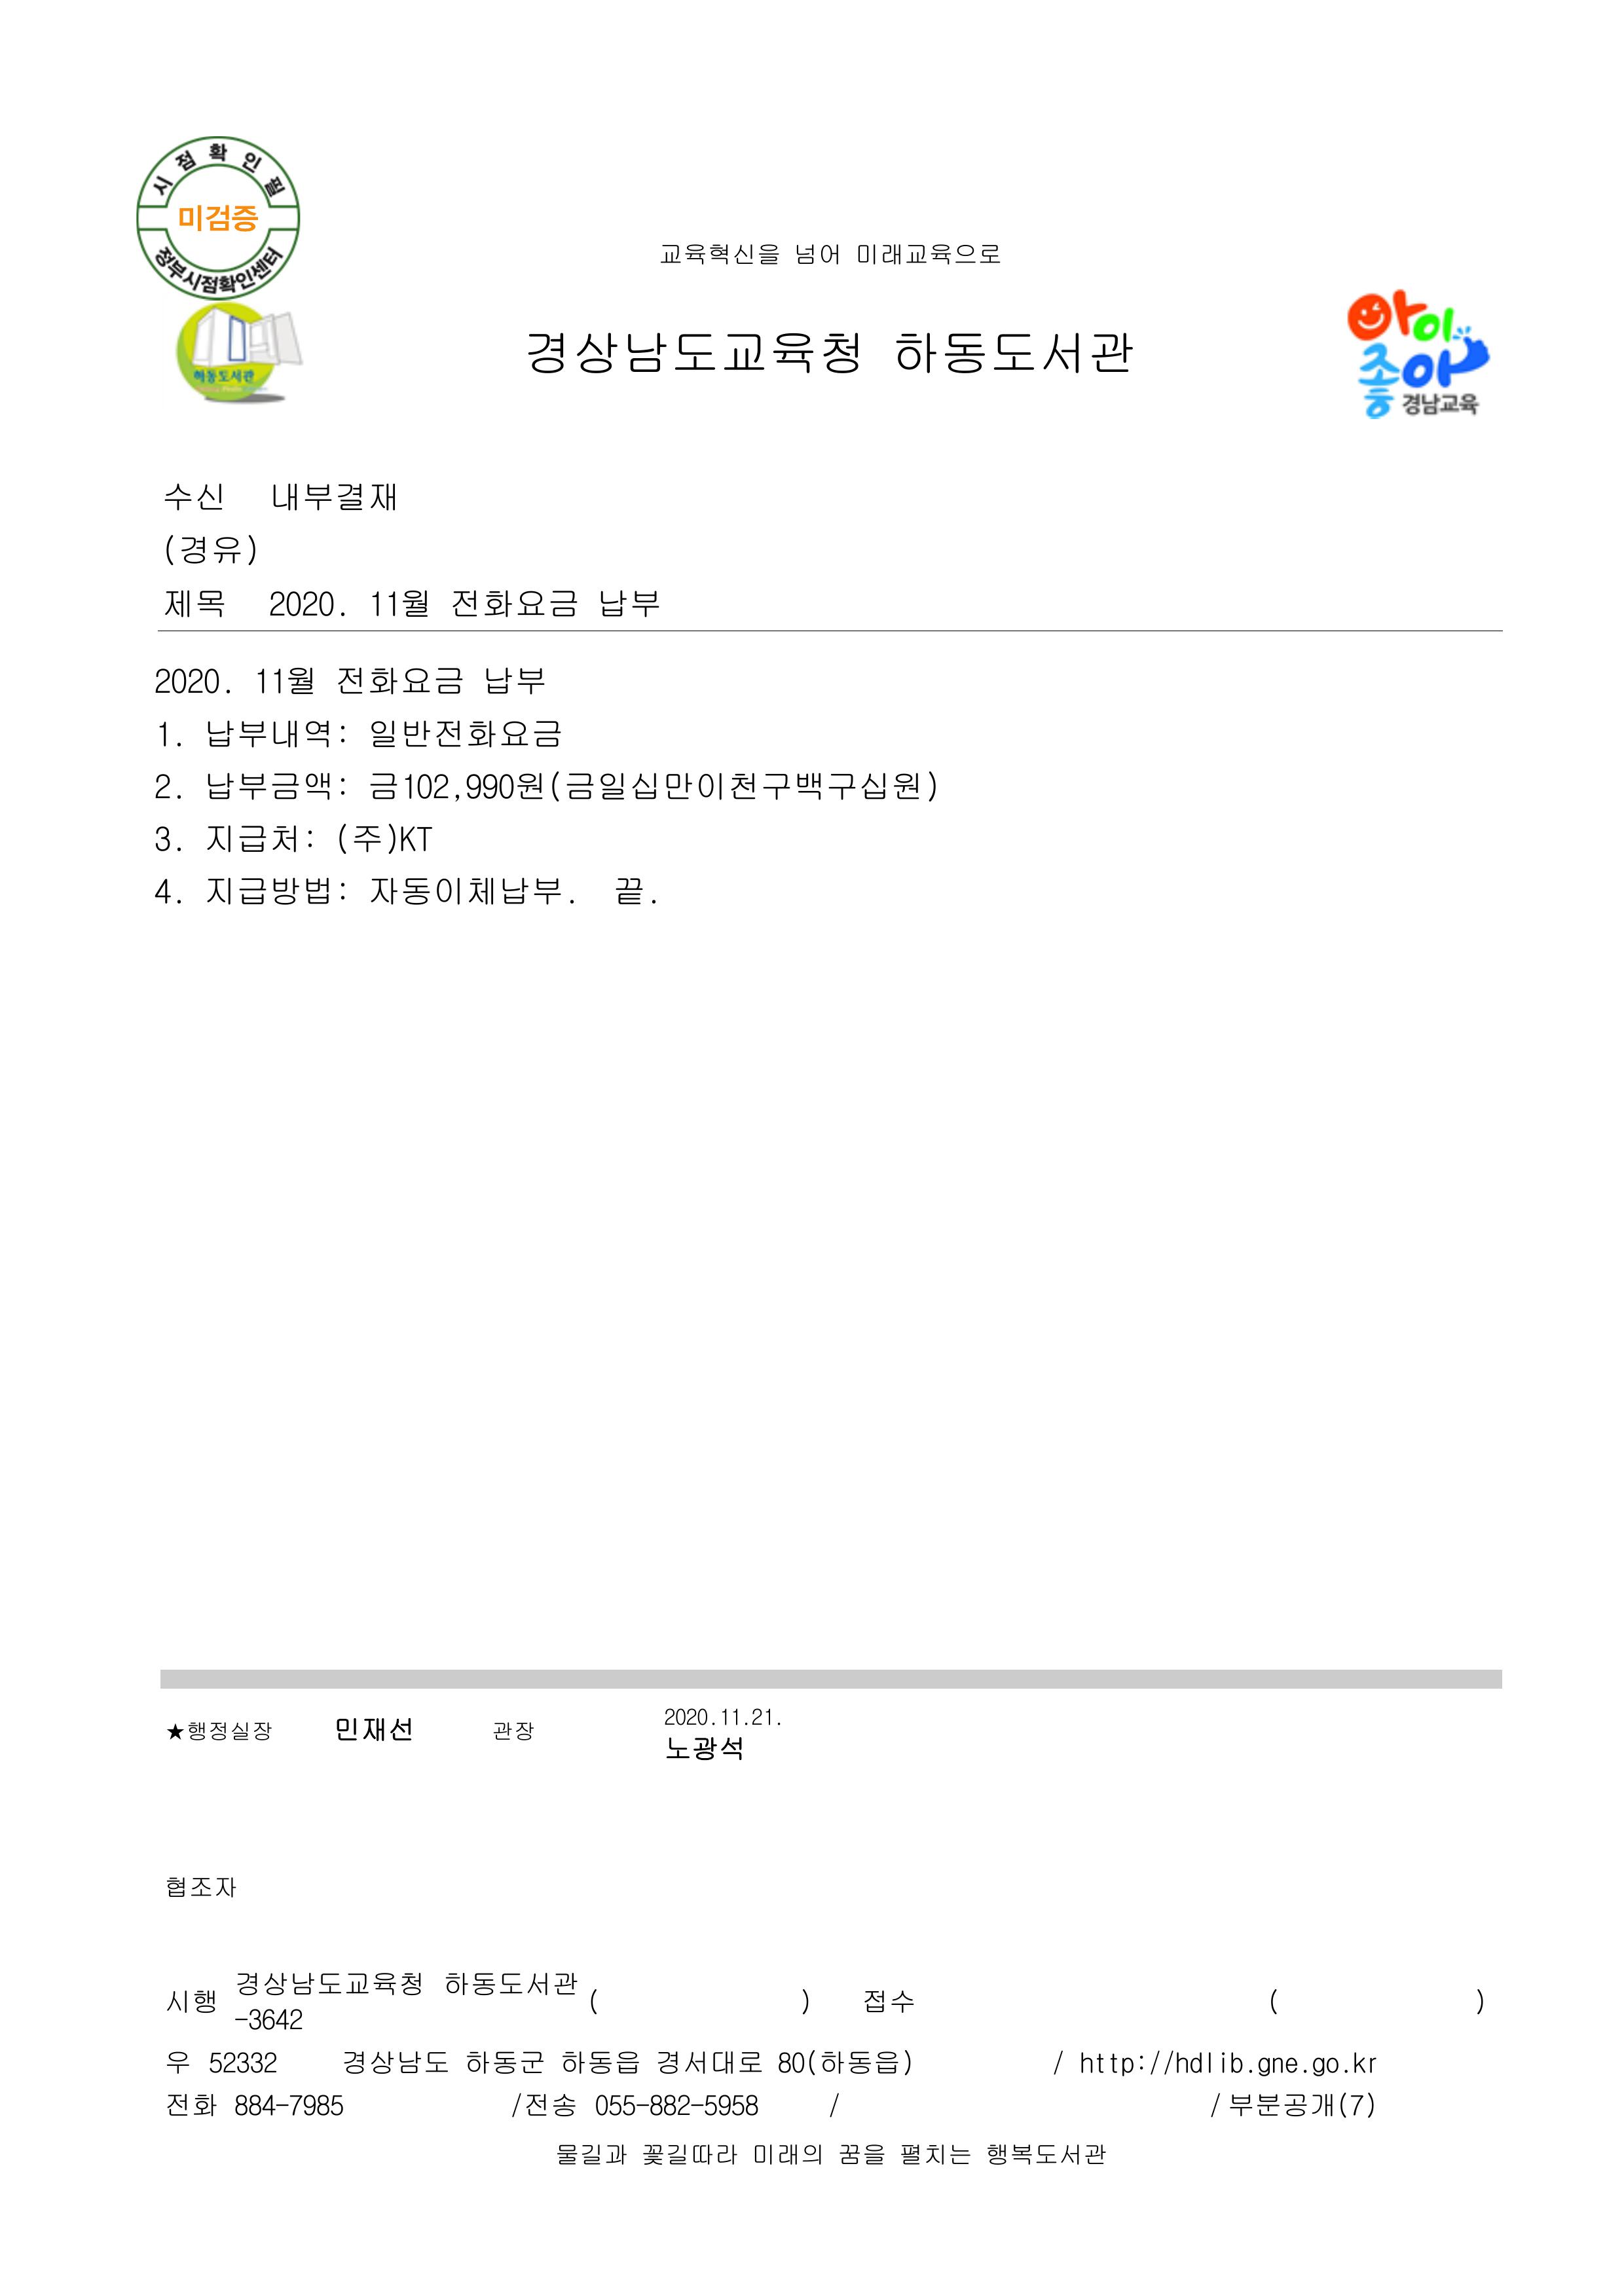 시점확인필
미검증
정부시점확인센터
교육혁신을 넘어 미래교육으로
하동도서관
경상남도교육청 하동도서관
아이좋아
경남교육
수신 내부결재
(경유)
제목 2020. 11월 전화요금 납부
2020. 11월 전화요금 납부
1. 납부내역: 일반전화요금
2. 납부금액: 금102,990원(금일십만이천구백구십원)
3. 지급처: (주)KT
4. 지급방법: 자동이체납부. 끝.
★행정실장 민재선 관장 2020.11.21.
노광석
협조자
시행 경상남도교육청 하동도서관
-3642 ( ) 접수 ( )
우 52332 경상남도 하동군 하동읍 경서대로 80(하동읍) / http://hdlib.gne.go.kr
전화 884-7985 /전송 055-882-5958 / / 부분공개(7)
물길과 꽃길따라 미래의 꿈을 펼치는 행복도서관